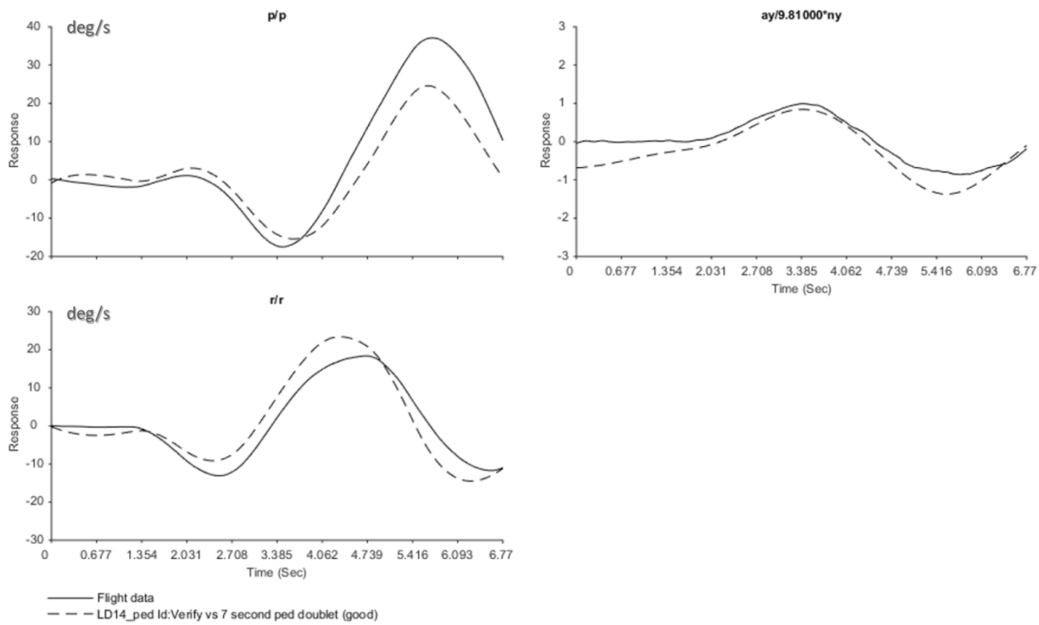 p/p
deg/s
40
30
20
10
0
-10
-20
Response
ay/9.81000*ny
3
2
1
0
-1
-2
-3
Response
0 0.677 1.354 2.031 2.708 3.385 4.062 4.739 5.416 6.093 6.77
Time (Sec)
r/r
deg/s
30
20
10
0
-10
-20
-30
Response
0 0.677 1.354 2.031 2.708 3.385 4.062 4.739 5.416 6.093 6.77
Time (Sec)
Flight data
LD14_ped Id:Verify vs 7 second ped doublet (good)